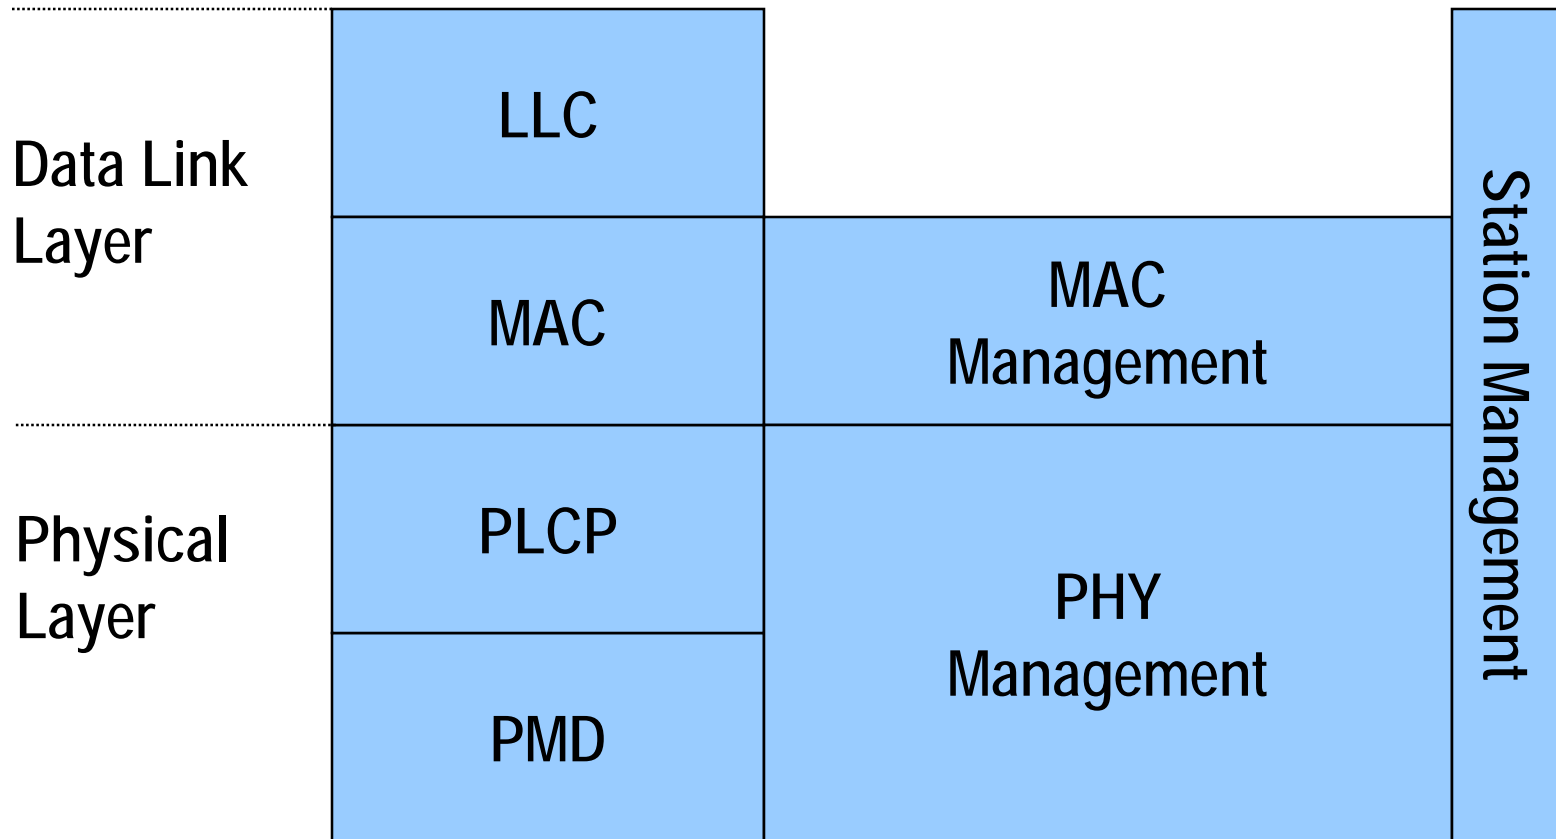 Data Link
Layer
LLC
MAC
MAC
Management
Physical
Layer
PLCP
PMD
PHY
Management
Station Management